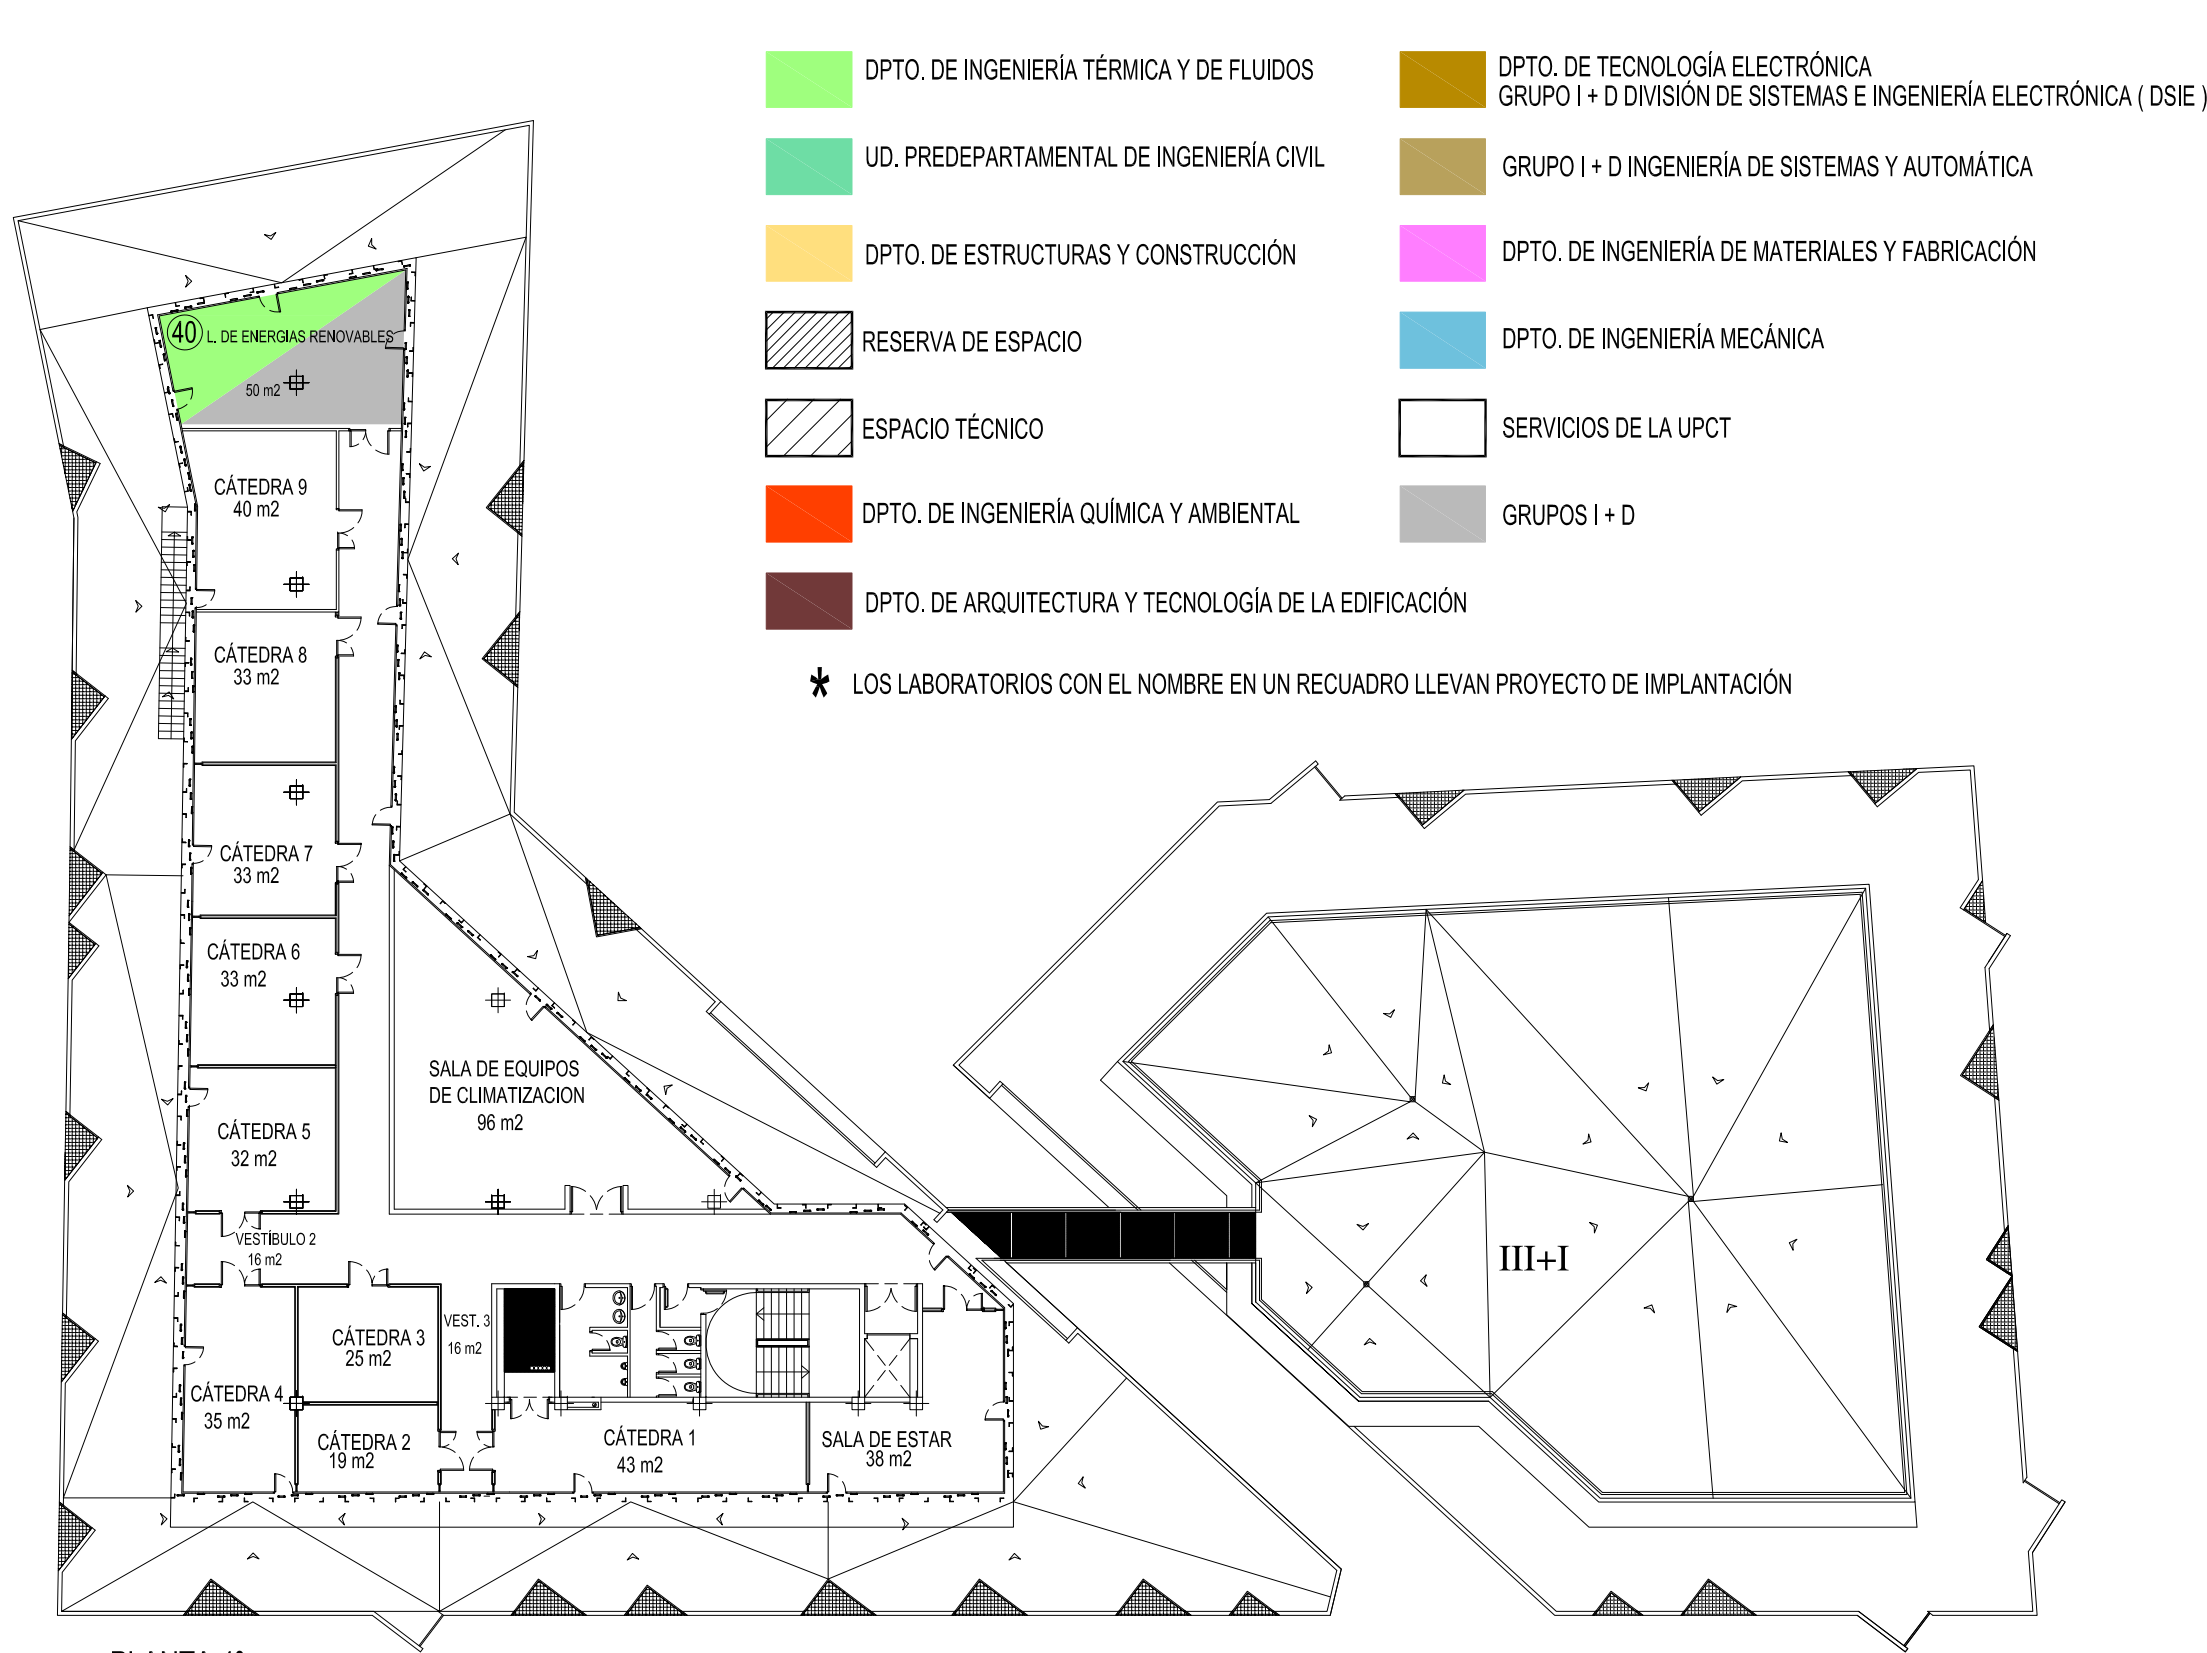 DPTO. DE INGENIERÍA TÉRMICA Y DE FLUIDOS
UD. PREDEPARTAMENTAL DE INGENIERÍA CIVIL
DPTO. DE ESTRUCTURAS Y CONSTRUCCIÓN
RESERVA DE ESPACIO
ESPACIO TÉCNICO
DPTO. DE INGENIERÍA QUÍMICA Y AMBIENTAL
DPTO. DE ARQUITECTURA Y TECNOLOGÍA DE LA EDIFICACIÓN
DPTO. DE TECNOLOGÍA ELECTRÓNICA
GRUPO I + D DIVISIÓN DE SISTEMAS E INGENIERÍA ELECTRÓNICA ( DSIE )
GRUPO I + D INGENIERÍA DE SISTEMAS Y AUTOMÁTICA
DPTO. DE INGENIERÍA DE MATERIALES Y FABRICACIÓN
DPTO. DE INGENIERÍA MECÁNICA
SERVICIOS DE LA UPCT
GRUPOS I + D
* LOS LABORATORIOS CON EL NOMBRE EN UN RECUADRO LLEVAN PROYECTO DE IMPLANTACIÓN
40 L. DE ENERGIAS RENOVABLES
50 m2
CÁTEDRA 9
40 m2
CÁTEDRA 8
33 m2
CÁTEDRA 7
33 m2
CÁTEDRA 6
33 m2
SALA DE EQUIPOS
DE CLIMATIZACION
96 m2
CÁTEDRA 5
32 m2
VESTÍBULO 2
16 m2
III+I
VEST. 3
16 m2
CÁTEDRA 3
25 m2
CÁTEDRA 4
35 m2
CÁTEDRA 2
19 m2
CÁTEDRA 1
43 m2
SALA DE ESTAR
38 m2